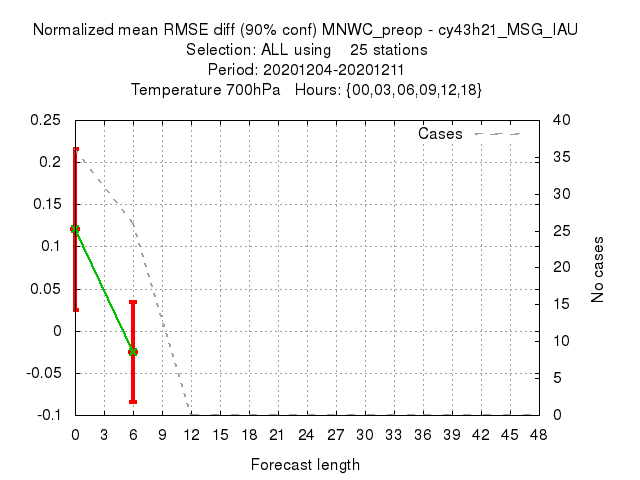 Normalized mean RMSE diff (90% conf) MNWC_preop - cy43h21_MSG_IAU
Selection: ALL using    25 stations
Period: 20201204-20201211
Temperature 700hPa   Hours: {00,03,06,09,12,18}
0.25
0.2
0.15
0.1
0.05
0
-0.05
-0.1
Cases
40
35
30
25
20
15
10
5
0
No cases
0 3 6 9 12 15 18 21 24 27 30 33 36 39 42 45 48
Forecast length